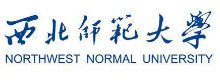 西北师范大学
NORTHWEST NORMAL UNIVERSITY